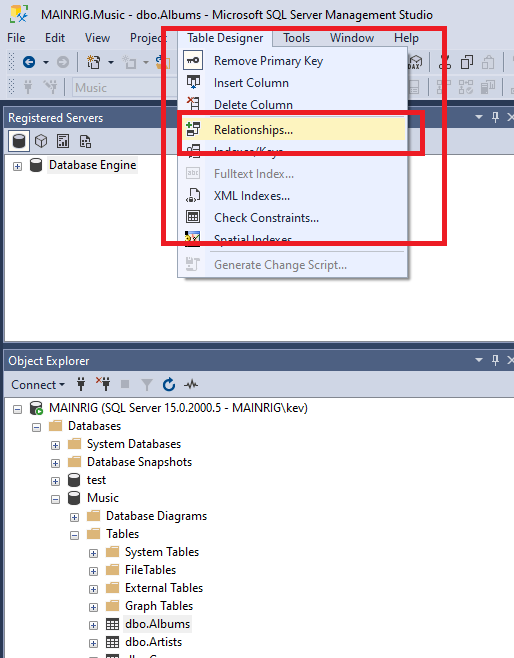 MAINRIG.Music - dbo.Albums - Microsoft SQL Server Management Studio
File Edit View Project Table Designer Tools Window Help
Remove Primary Key
DAX
Music
Insert Column
Delete Column
Registered Servers
Relationships...
Indexes/Keys...
Database Engine
Fulltext Index...
XML Indexes...
Check Constraints...
Spatial Indexes...
Generate Change Script...
Object Explorer
Connect
MAINRIG (SQL Server 15.0.2000.5 - MAINRIG\kev)
Databases
System Databases
Database Snapshots
test
Music
Database Diagrams
Tables
System Tables
FileTables
External Tables
Graph Tables
dbo.Albums
dbo.Artists